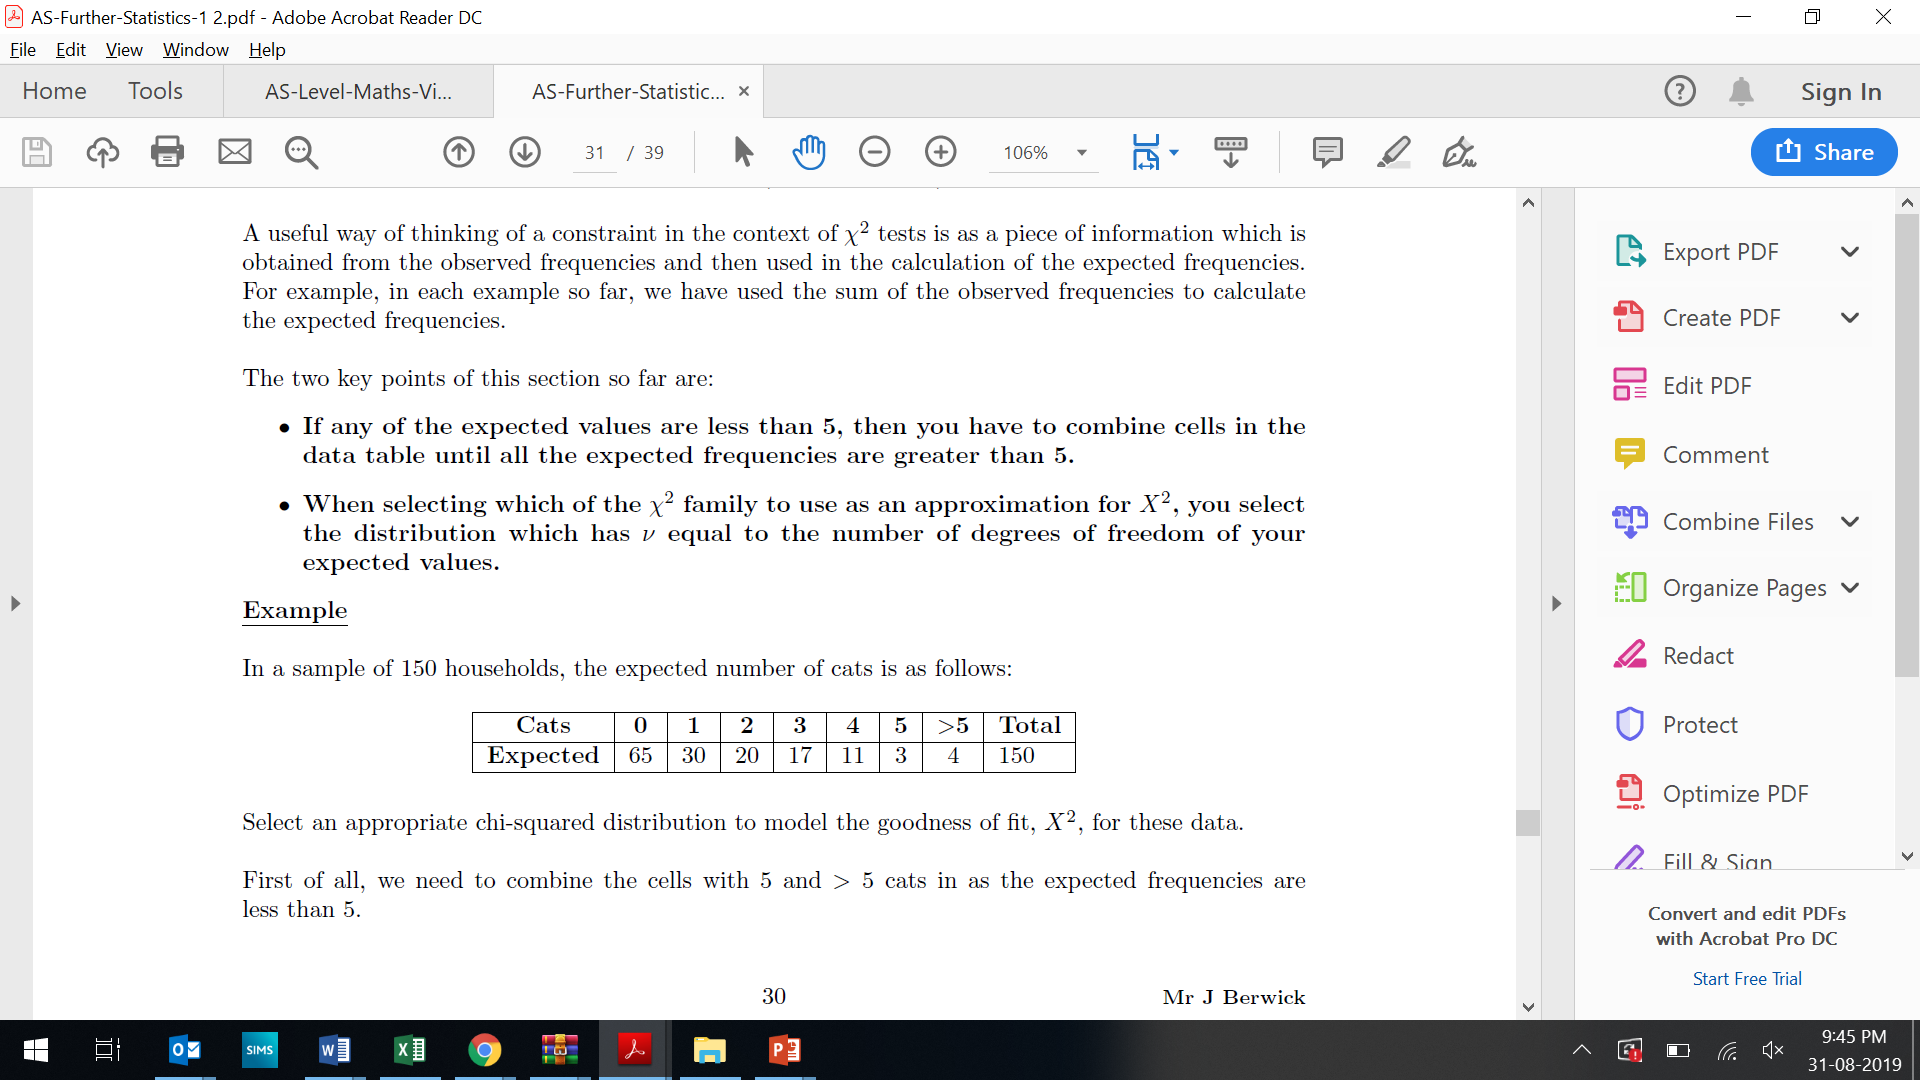 AS-Further-Statistics-1 2.pdf - Adobe Acrobat Reader DC
File Edit View Window Help
Home Tools AS-Level-Maths-Vi... AS-Further-Statistic... × Sign In
31 / 39 106% Share
A useful way of thinking of a constraint in the context of χ² tests is as a piece of information which is
obtained from the observed frequencies and then used in the calculation of the expected frequencies.
For example, in each example so far, we have used the sum of the observed frequencies to calculate
the expected frequencies.
The two key points of this section so far are:
• If any of the expected values are less than 5, then you have to combine cells in the
data table until all the expected frequencies are greater than 5.
• When selecting which of the χ² family to use as an approximation for X², you select
the distribution which has ν equal to the number of degrees of freedom of your
expected values.
Example
In a sample of 150 households, the expected number of cats is as follows:
Cats 0 1 2 3 4 5 >5 Total
Expected 65 30 20 17 11 3 4 150
Select an appropriate chi-squared distribution to model the goodness of fit, X², for these data.
First of all, we need to combine the cells with 5 and > 5 cats in as the expected frequencies are
less than 5.
30 Mr J Berwick
Export PDF
Create PDF
Edit PDF
Comment
Combine Files
Organize Pages
Redact
Protect
Optimize PDF
Fill & Sign
Convert and edit PDFs
with Acrobat Pro DC
Start Free Trial
SIMS
9:45 PM
31-08-2019